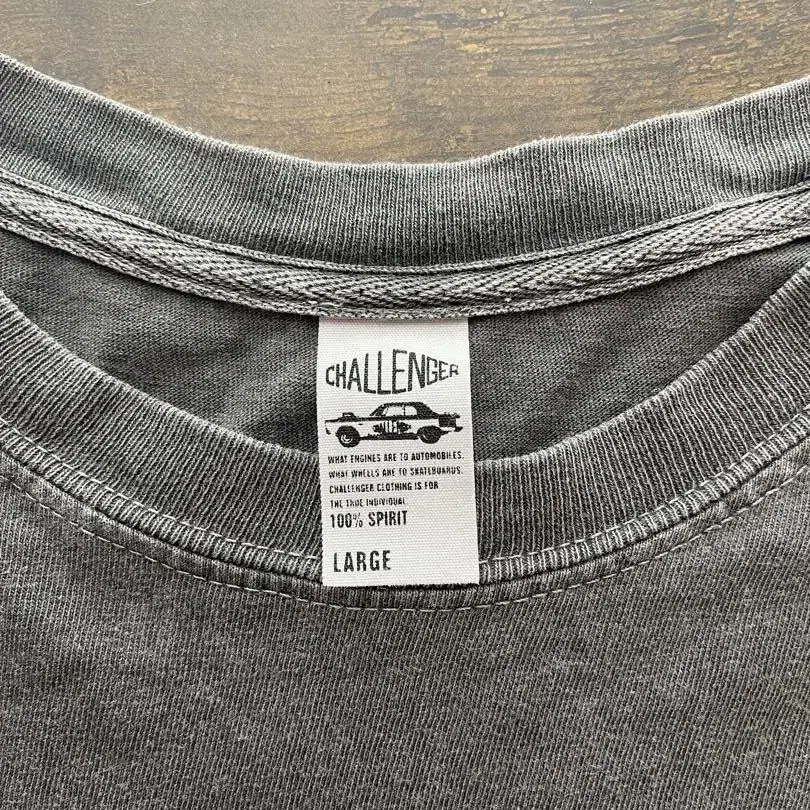 CHALLENGER
WHAT ENGINES ARE TO AUTOMOBILES.
WHAT WHEELS ARE TO SKATEBOARDS.
CHALLENGER CLOTHING IS FOR
THE TRUE INDIVIDUAL
100% SPIRIT
LARGE